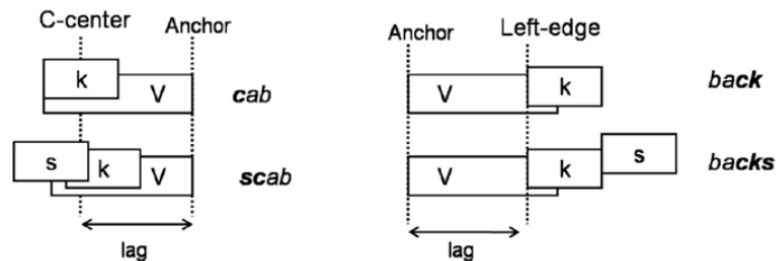 C-center Anchor
k
V
cab
s
k
V
scab
lag
Anchor Left-edge
V
k
back
V
k
s
backs
lag